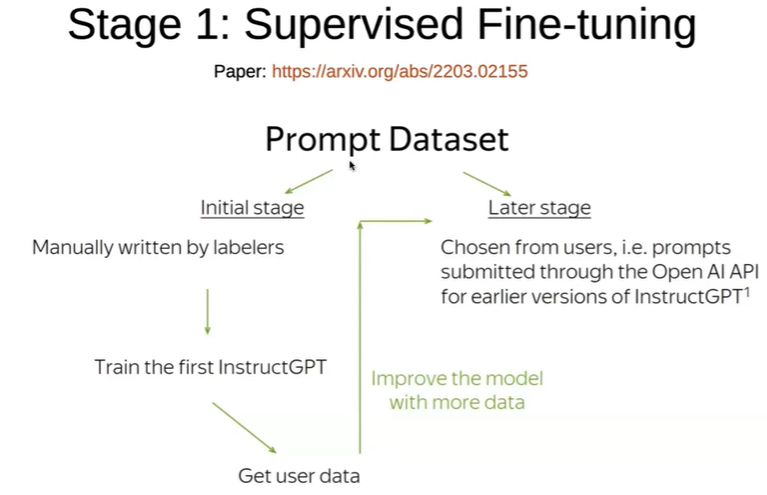 Stage 1: Supervised Fine-tuning
Paper: https://arxiv.org/abs/2203.02155
Prompt Dataset
Initial stage
Manually written by labelers
Train the first InstructGPT
Get user data
Improve the model
with more data
Later stage
Chosen from users, i.e. prompts
submitted through the Open AI API
for earlier versions of InstructGPT¹